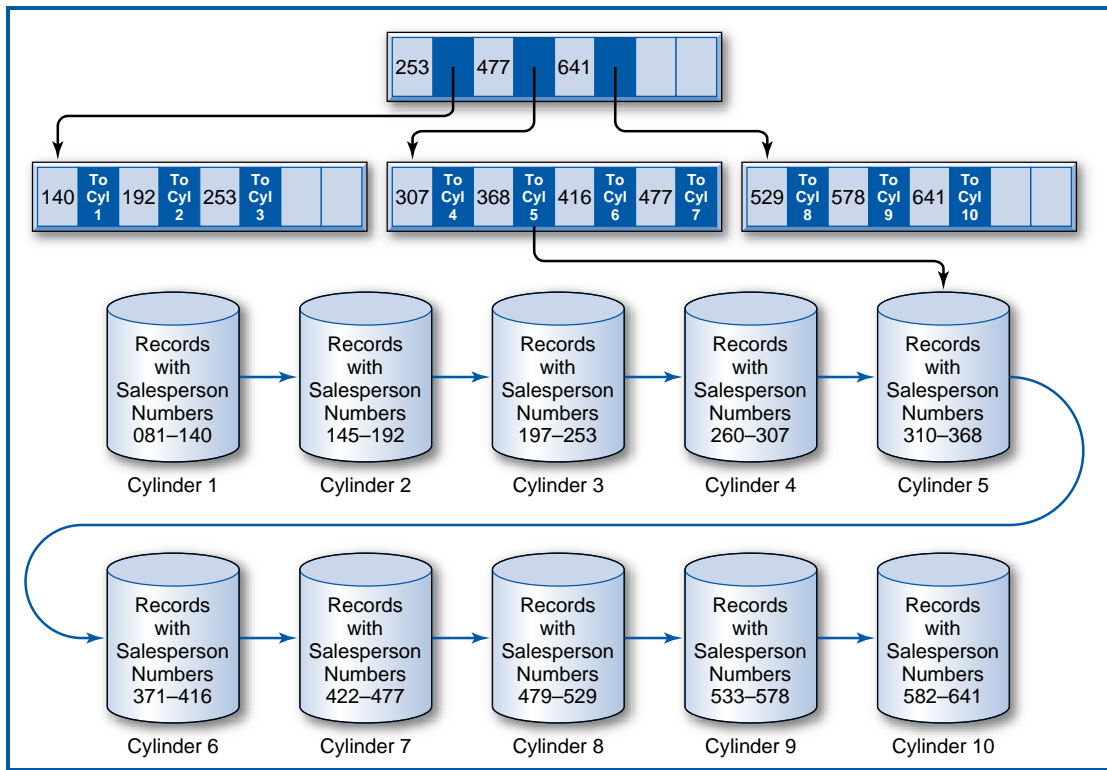 253 477 641
140 To Cyl 1 192 To Cyl 2 253 To Cyl 3
307 To Cyl 4 368 To Cyl 5 416 To Cyl 6 477 To Cyl 7
529 To Cyl 8 578 To Cyl 9 641 To Cyl 10
Records
with
Salesperson
Numbers
081–140
Cylinder 1
Records
with
Salesperson
Numbers
145–192
Cylinder 2
Records
with
Salesperson
Numbers
197–253
Cylinder 3
Records
with
Salesperson
Numbers
260–307
Cylinder 4
Records
with
Salesperson
Numbers
310–368
Cylinder 5
Records
with
Salesperson
Numbers
371–416
Cylinder 6
Records
with
Salesperson
Numbers
422–477
Cylinder 7
Records
with
Salesperson
Numbers
479–529
Cylinder 8
Records
with
Salesperson
Numbers
533–578
Cylinder 9
Records
with
Salesperson
Numbers
582–641
Cylinder 10